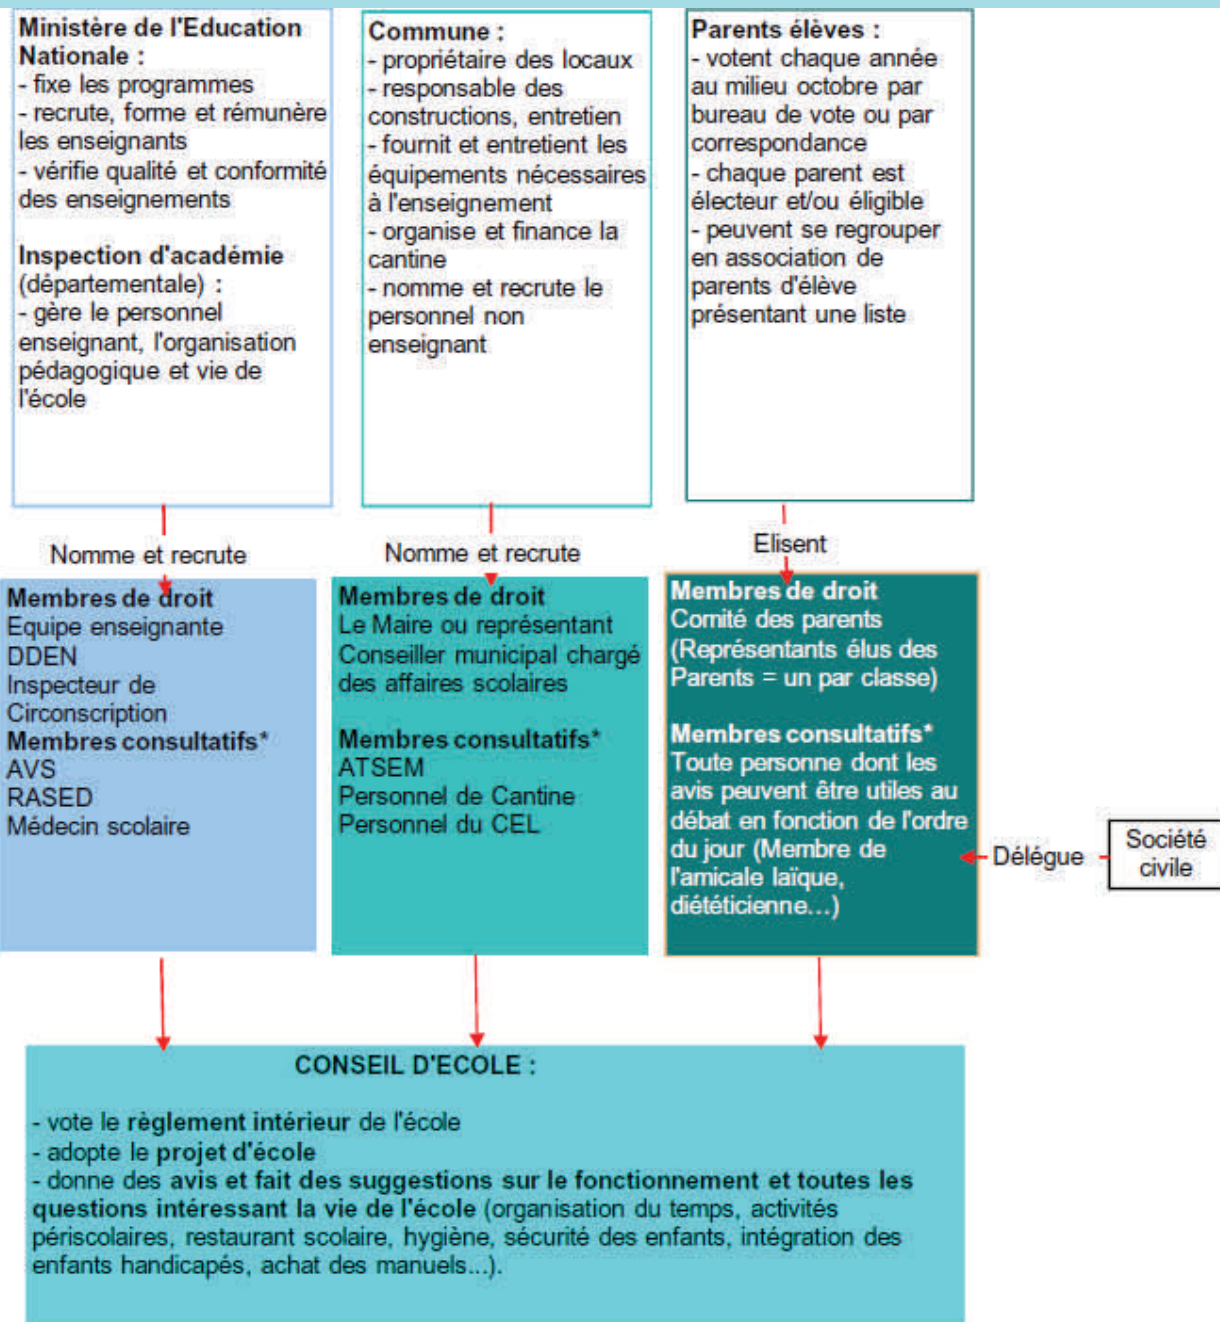 Ministère de l'Education
Nationale :
- fixe les programmes
- recrute, forme et rémunère
les enseignants
- vérifie qualité et conformité
des enseignements
Inspection d'académie
(départementale) :
- gère le personnel
enseignant, l'organisation
pédagogique et vie de
l'école
Commune :
- propriétaire des locaux
- responsable des
constructions, entretien
- fournit et entretient les
équipements nécessaires
à l'enseignement
- organise et finance la
cantine
- nomme et recrute le
personnel non
enseignant
Parents élèves :
- votent chaque année
au milieu octobre par
bureau de vote ou par
correspondance
- chaque parent est
électeur et/ou éligible
- peuvent se regrouper
en association de
parents d'élève
présentant une liste
Nomme et recrute
Nomme et recrute
Elisent
Membres de droit
Equipe enseignante
DDEN
Inspecteur de
Circonscription
Membres consultatifs*
AVS
RASED
Médecin scolaire
Membres de droit
Le Maire ou représentant
Conseiller municipal chargé
des affaires scolaires
Membres consultatifs*
ATSEM
Personnel de Cantine
Personnel du CEL
Membres de droit
Comité des parents
(Représentants élus des
Parents = un par classe)
Membres consultatifs*
Toute personne dont les
avis peuvent être utiles au
débat en fonction de l'ordre
du jour (Membre de
l'amicale laïque,
diététicienne...)
Délégue
Société
civile
CONSEIL D'ECOLE :
- vote le règlement intérieur de l'école
- adopte le projet d'école
- donne des avis et fait des suggestions sur le fonctionnement et toutes les
questions intéressant la vie de l'école (organisation du temps, activités
périscolaires, restaurant scolaire, hygiène, sécurité des enfants, intégration des
enfants handicapés, achat des manuels...).